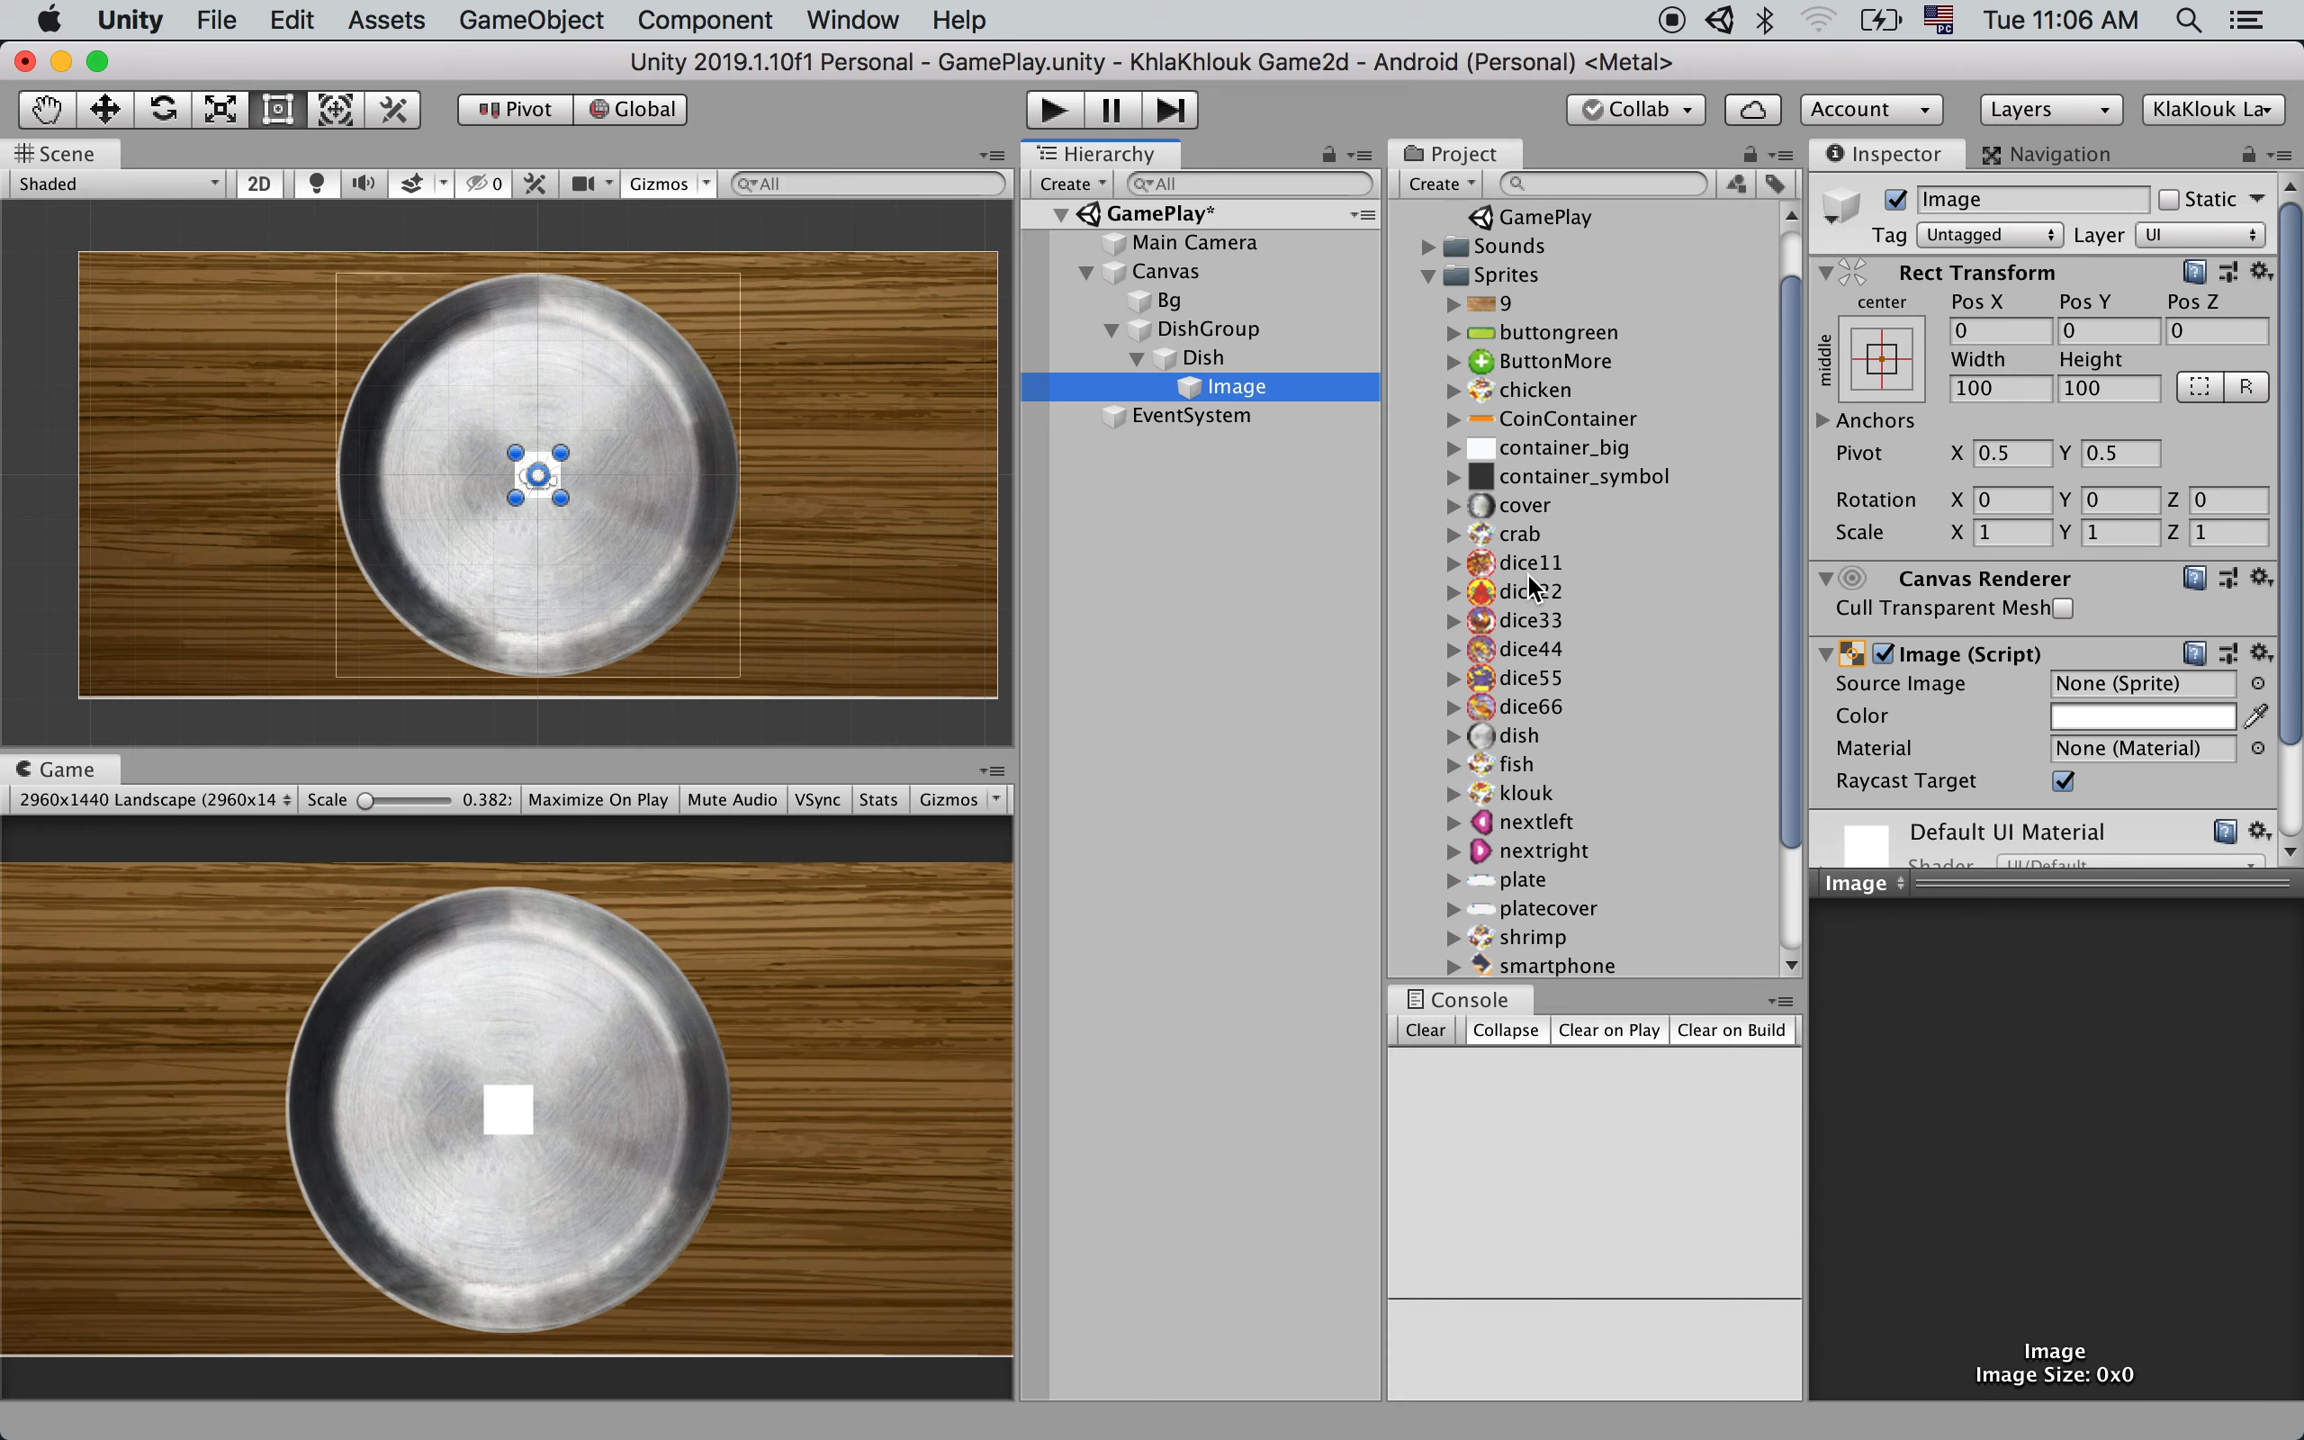 Unity File Edit Assets GameObject Component Window Help Tue 11:06 AM
Unity 2019.1.10f1 Personal - GamePlay.unity - KhlaKhlouk Game2d - Android (Personal) <Metal>
Pivot Global Collab Account Layers KlaKlouk La
Scene
Shaded 2D 0 Gizmos All
Game
2960x1440 Landscape (2960x14 Scale 0.382: Maximize On Play Mute Audio VSync Stats Gizmos
Hierarchy
Create All
GamePlay*
Main Camera
Canvas
Bg
DishGroup
Dish
Image
EventSystem
Project
Create
GamePlay
Sounds
Sprites
9
buttongreen
ButtonMore
chicken
CoinContainer
container_big
container_symbol
cover
crab
dice11
dice22
dice33
dice44
dice55
dice66
dish
fish
klouk
nextleft
nextright
plate
platecover
shrimp
smartphone
Console
Clear Collapse Clear on Play Clear on Build
Inspector Navigation
Image Static
Tag Untagged Layer UI
Rect Transform
center Pos X Pos Y Pos Z
middle 0 0 0
Width Height
100 100 R
Anchors
Pivot X 0.5 Y 0.5
Rotation X 0 Y 0 Z 0
Scale X 1 Y 1 Z 1
Canvas Renderer
Cull Transparent Mesh
Image (Script)
Source Image None (Sprite)
Color
Material None (Material)
Raycast Target
Default UI Material
Shader UI/Default
Image
Image
Image Size: 0x0